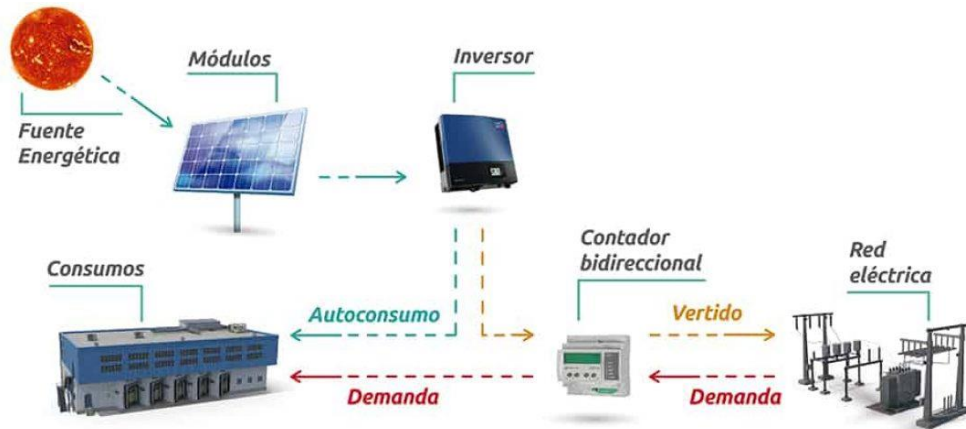 Módulos
Inversor
Fuente
Energética
Contador
bidireccional
Red
eléctrica
Consumos
Autoconsumo
Vertido
Demanda
Demanda